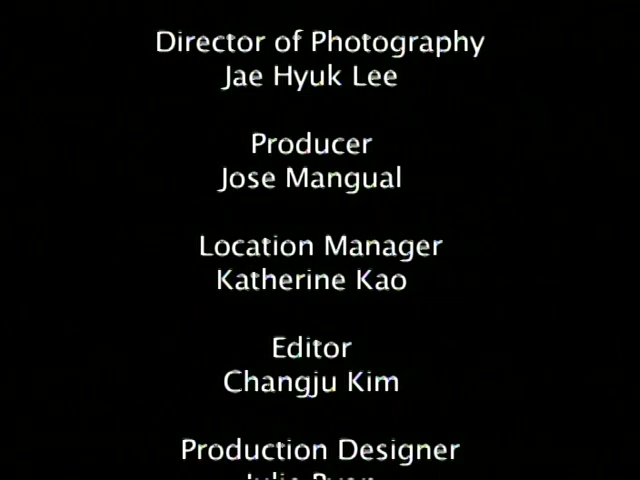 Director of Photography
Jae Hyuk Lee
Producer
Jose Mangual
Location Manager
Katherine Kao
Editor
Changju Kim
Production Designer